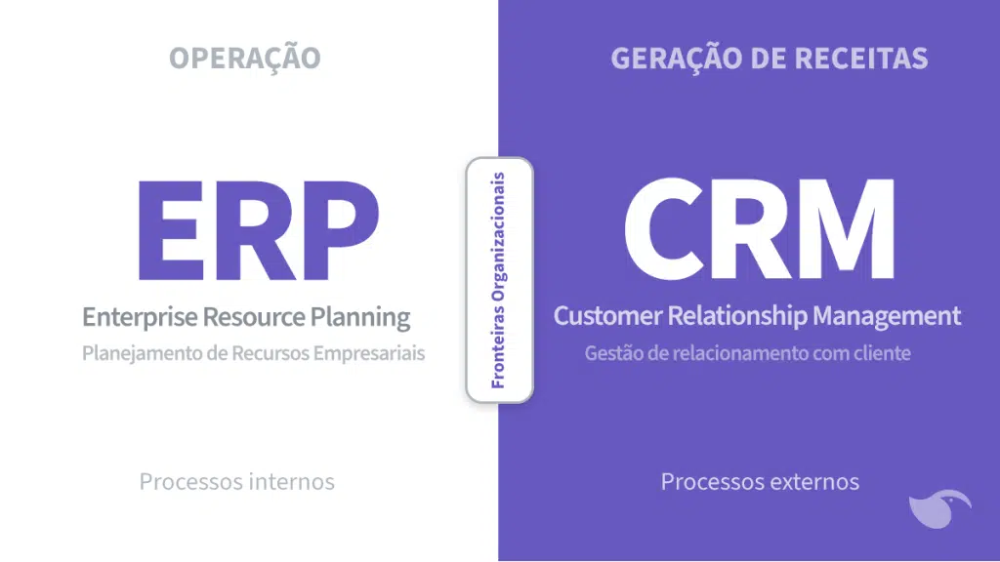 OPERAÇÃO
ERP
Enterprise Resource Planning
Planejamento de Recursos Empresariais
Processos internos
Fronteiras Organizacionais
GERAÇÃO DE RECEITAS
CRM
Customer Relationship Management
Gestão de relacionamento com cliente
Processos externos